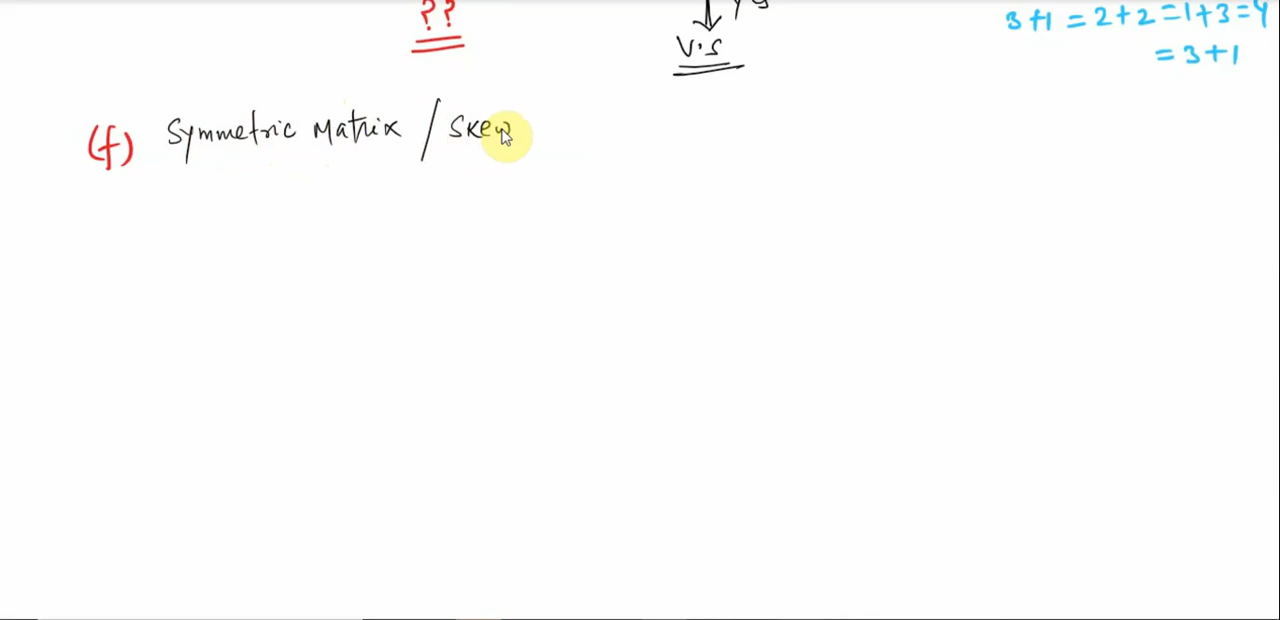 ??
V.S
3+1 = 2+2 = 1+3 = 4
= 3+1
(f) Symmetric Matrix / Skew